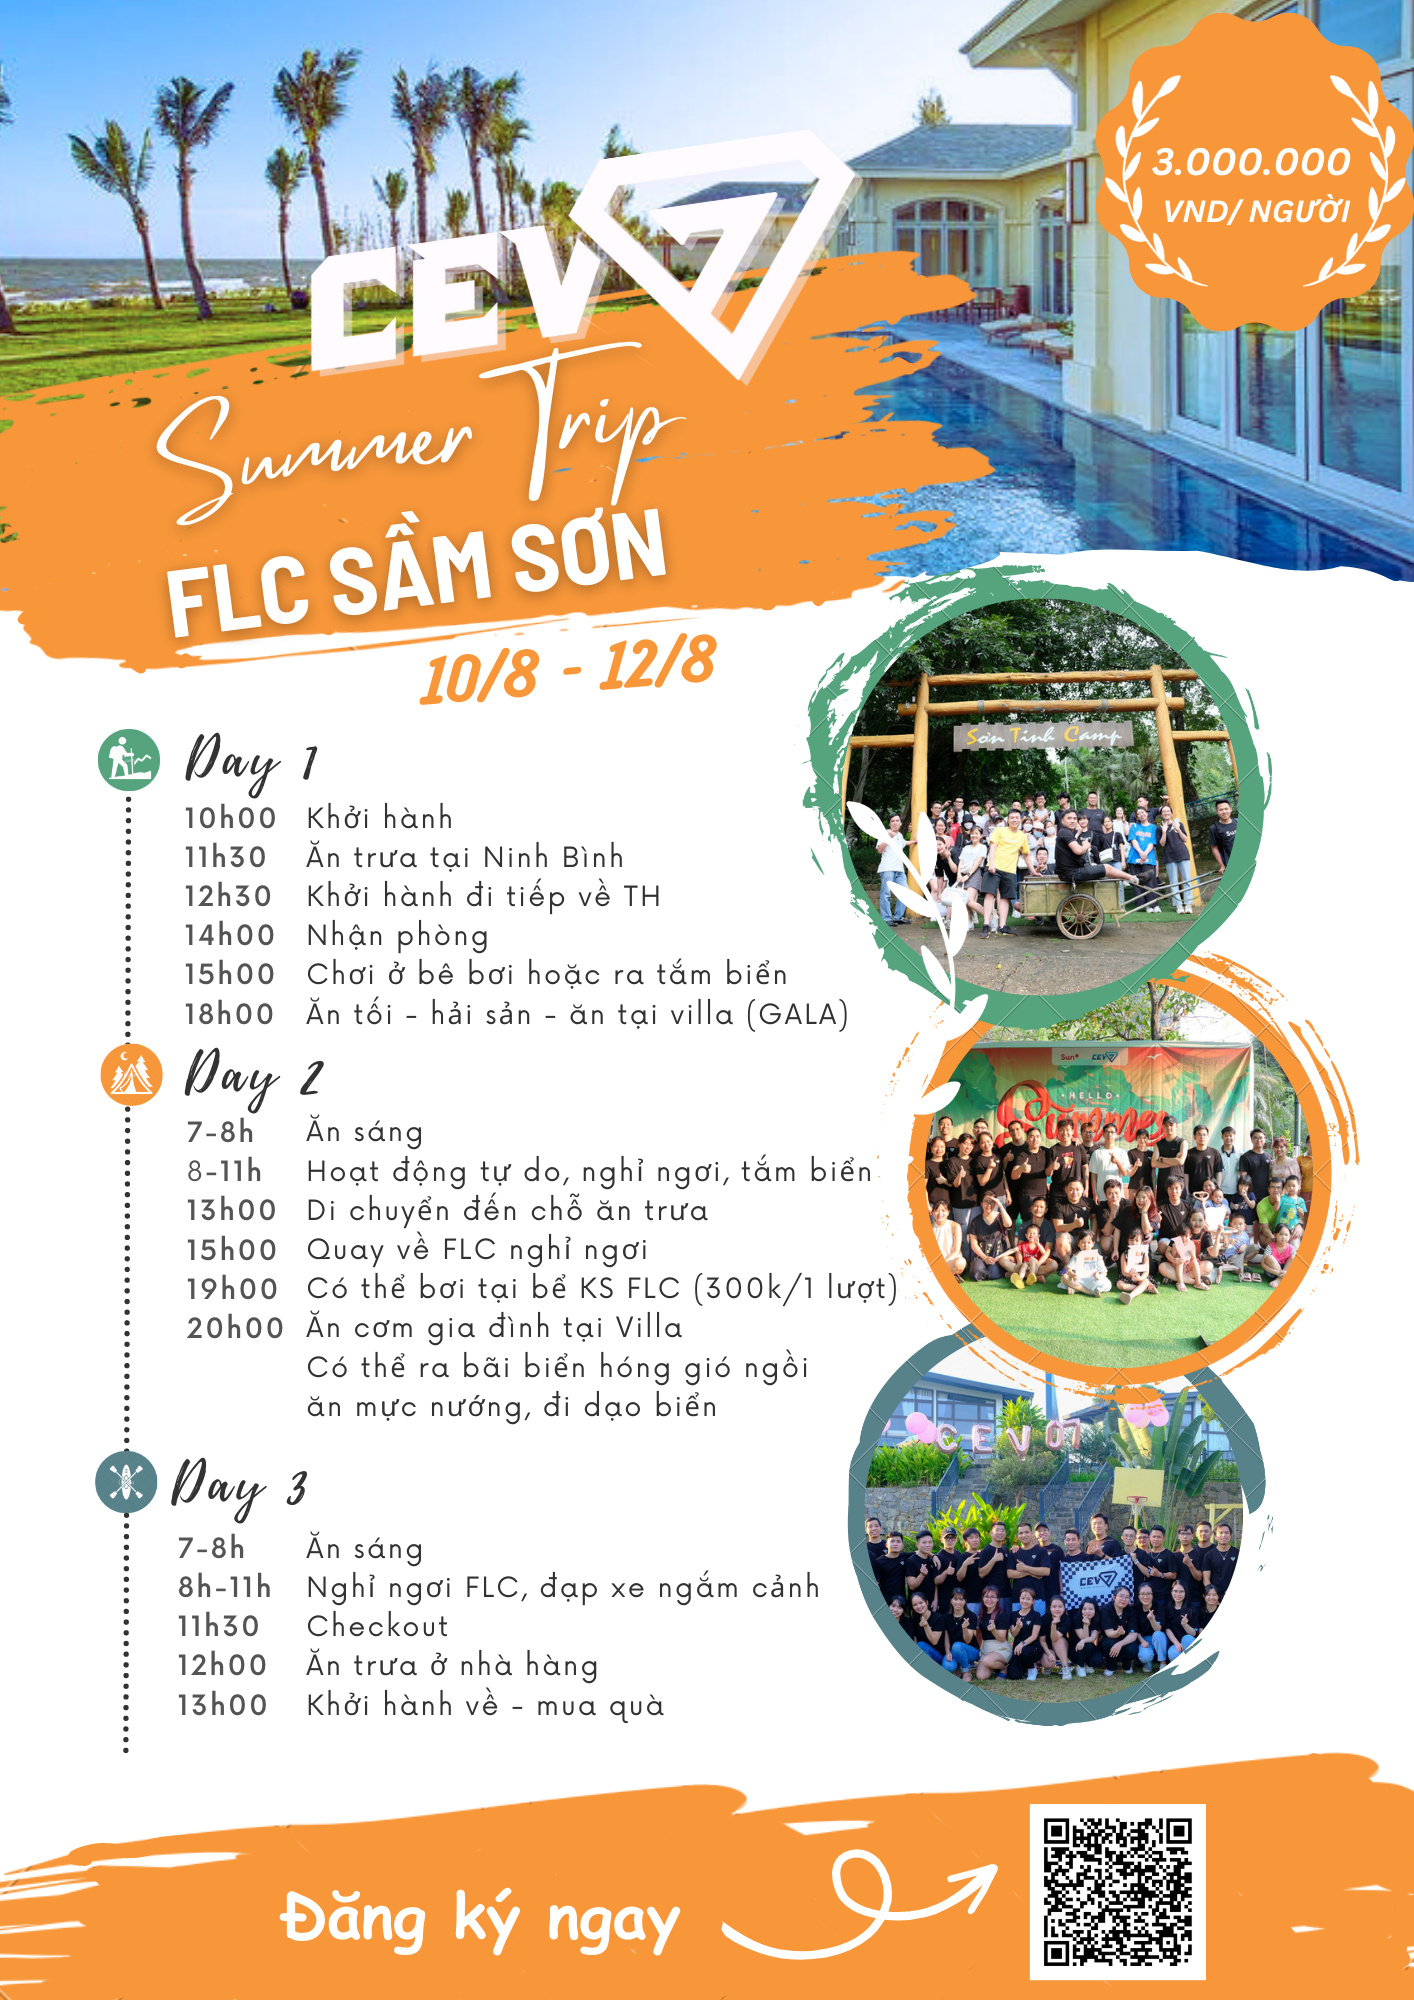 3.000.000
VND/ NGƯỜI
CEV7
Summer Trip
FLC SẦM SƠN
10/8 - 12/8
Day 1
10h00 Khởi hành
11h30 Ăn trưa tại Ninh Bình
12h30 Khởi hành đi tiếp về TH
14h00 Nhận phòng
15h00 Chơi ở bê bơi hoặc ra tắm biển
18h00 Ăn tối - hải sản - ăn tại villa (GALA)
Day 2
7-8h Ăn sáng
8-11h Hoạt động tự do, nghỉ ngơi, tắm biển
13h00 Di chuyển đến chỗ ăn trưa
15h00 Quay về FLC nghỉ ngơi
19h00 Có thể bơi tại bể KS FLC (300k/1 lượt)
20h00 Ăn cơm gia đình tại Villa
Có thể ra bãi biển hóng gió ngồi
ăn mực nướng, đi dạo biển
Day 3
7-8h Ăn sáng
8h-11h Nghỉ ngơi FLC, đạp xe ngắm cảnh
11h30 Checkout
12h00 Ăn trưa ở nhà hàng
13h00 Khởi hành về - mua quà
Sơn Tinh Camp
Sun* CEV7
HELLO
Summer
CEV 07
CEV7
Đăng ký ngay